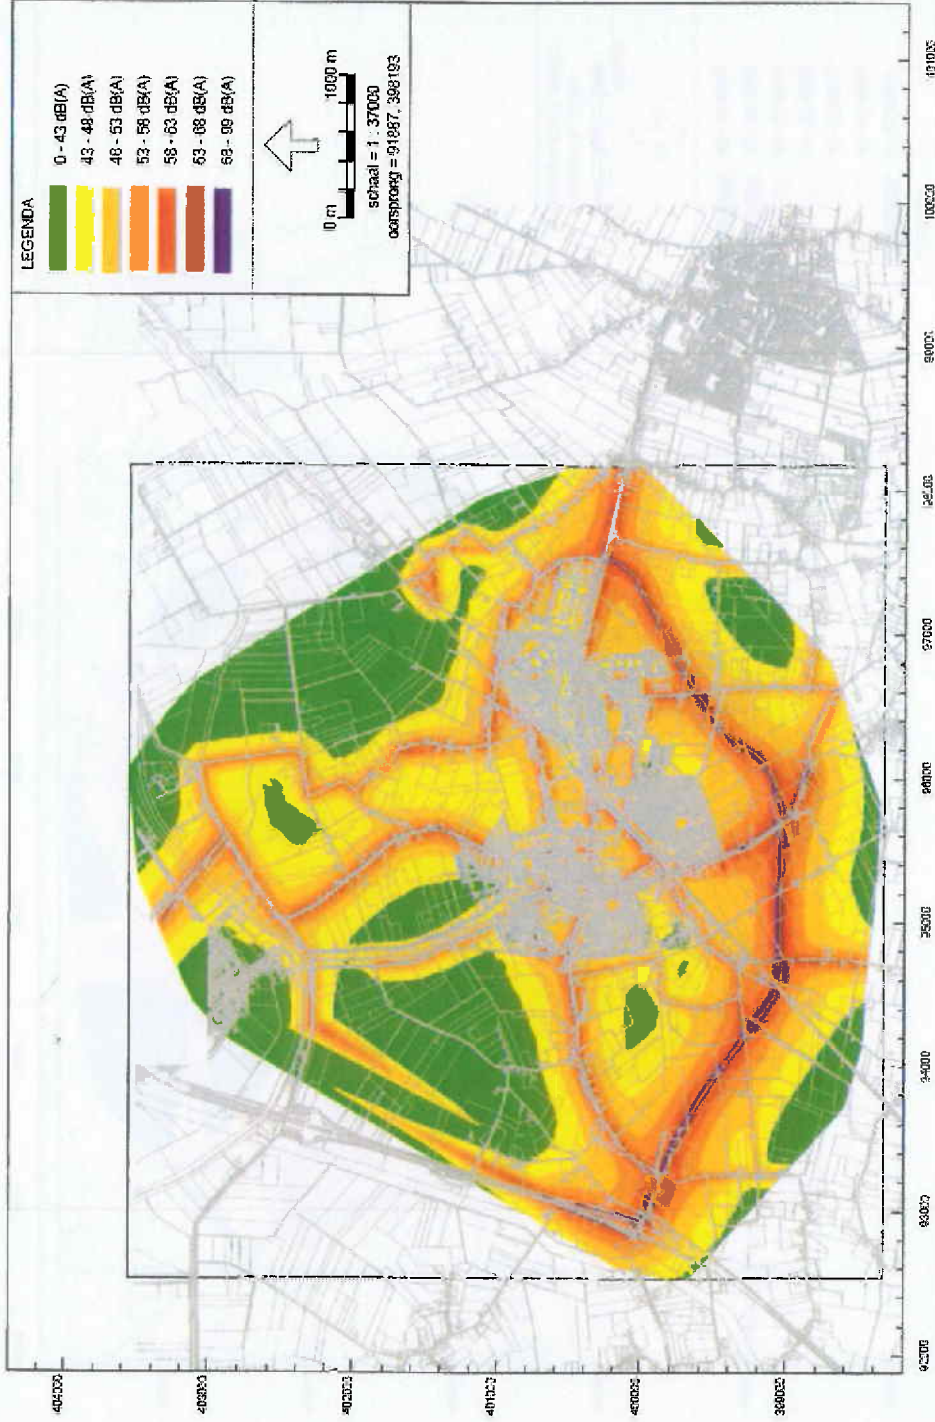 LEGENDA
0 - 43 dB(A)
43 - 48 dB(A)
48 - 53 dB(A)
53 - 58 dB(A)
58 - 63 dB(A)
63 - 68 dB(A)
68 - 99 dB(A)
0 m 1000 m
schaal = 1 : 37000
oorsprong = 91887, 398193
404000
403000
402000
401000
400000
399000
92000
93000
94000
95000
96000
97000
98000
99000
100000
101000